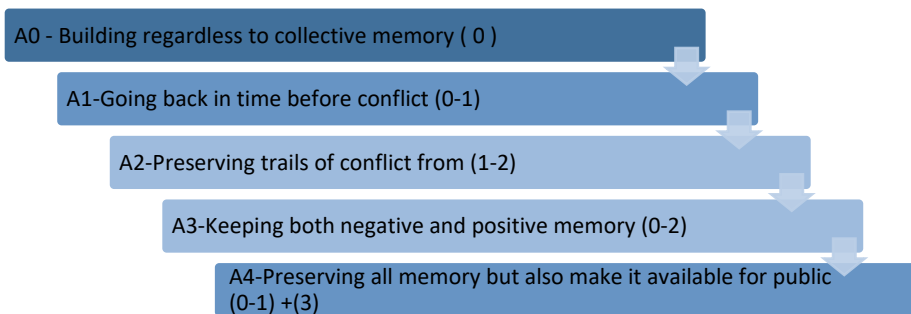 A0 - Building regardless to collective memory ( 0 )
A1-Going back in time before conflict (0-1)
A2-Preserving trails of conflict from (1-2)
A3-Keeping both negative and positive memory (0-2)
A4-Preserving all memory but also make it available for public
(0-1) +(3)